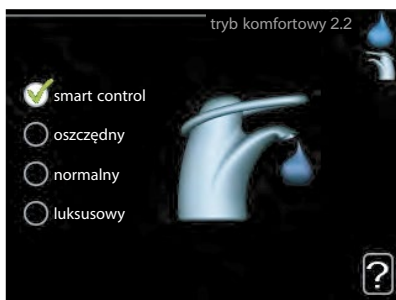 tryb komfortowy 2.2
smart control
oszczędny
normalny
luksusowy
?